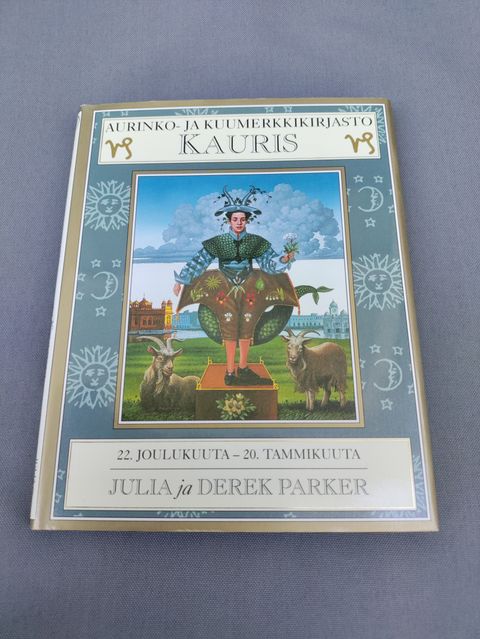 AURINKO- JA KUUMERKKIKIRJASTO
KAURIS
22. JOULUKUUTA – 20. TAMMIKUUTA
JULIA ja DEREK PARKER